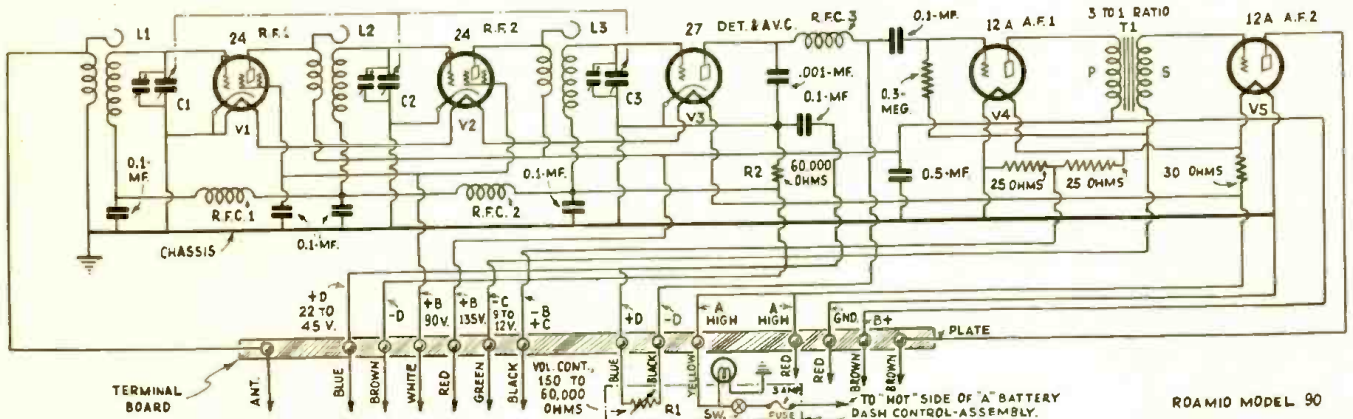 L1
24
R.F.1
L2
24
R.F.2
L3
27
DET. & A.V.C.
R.F.C.3
0.1-MF.
12A A.F.1
3 TO 1 RATIO
T1
12A A.F.2
C1
V1
C2
V2
C3
V3
.001-MF.
0.1-MF
0.3-
MEG.
V4
P
S
V5
0.1-
MF.
R.F.C.1
0.1-MF.
R.F.C. 2
0.1-MF.
R2
60,000
OHMS
0.5-MF.
25 OHMS
25 OHMS
30 OHMS
CHASSIS
+D
22 TO
45 V.
-D
+B
90V.
+B
135V.
-C
9 TO
12V.
-B
+C
+D
-D
A
HIGH
A
HIGH
GND.
B+
PLATE
TERMINAL
BOARD
ANT.
BLUE
BROWN
WHITE
RED
GREEN
BLACK
VOL. CONT.,
150 TO
60,000
OHMS
BLUE
BLACK
R1
YELLOW
SW.
3 AMP.
FUSE
RED
RED
BROWN
BROWN
TO "HOT" SIDE OF "A" BATTERY
DASH CONTROL-ASSEMBLY.
ROAMIO MODEL 90